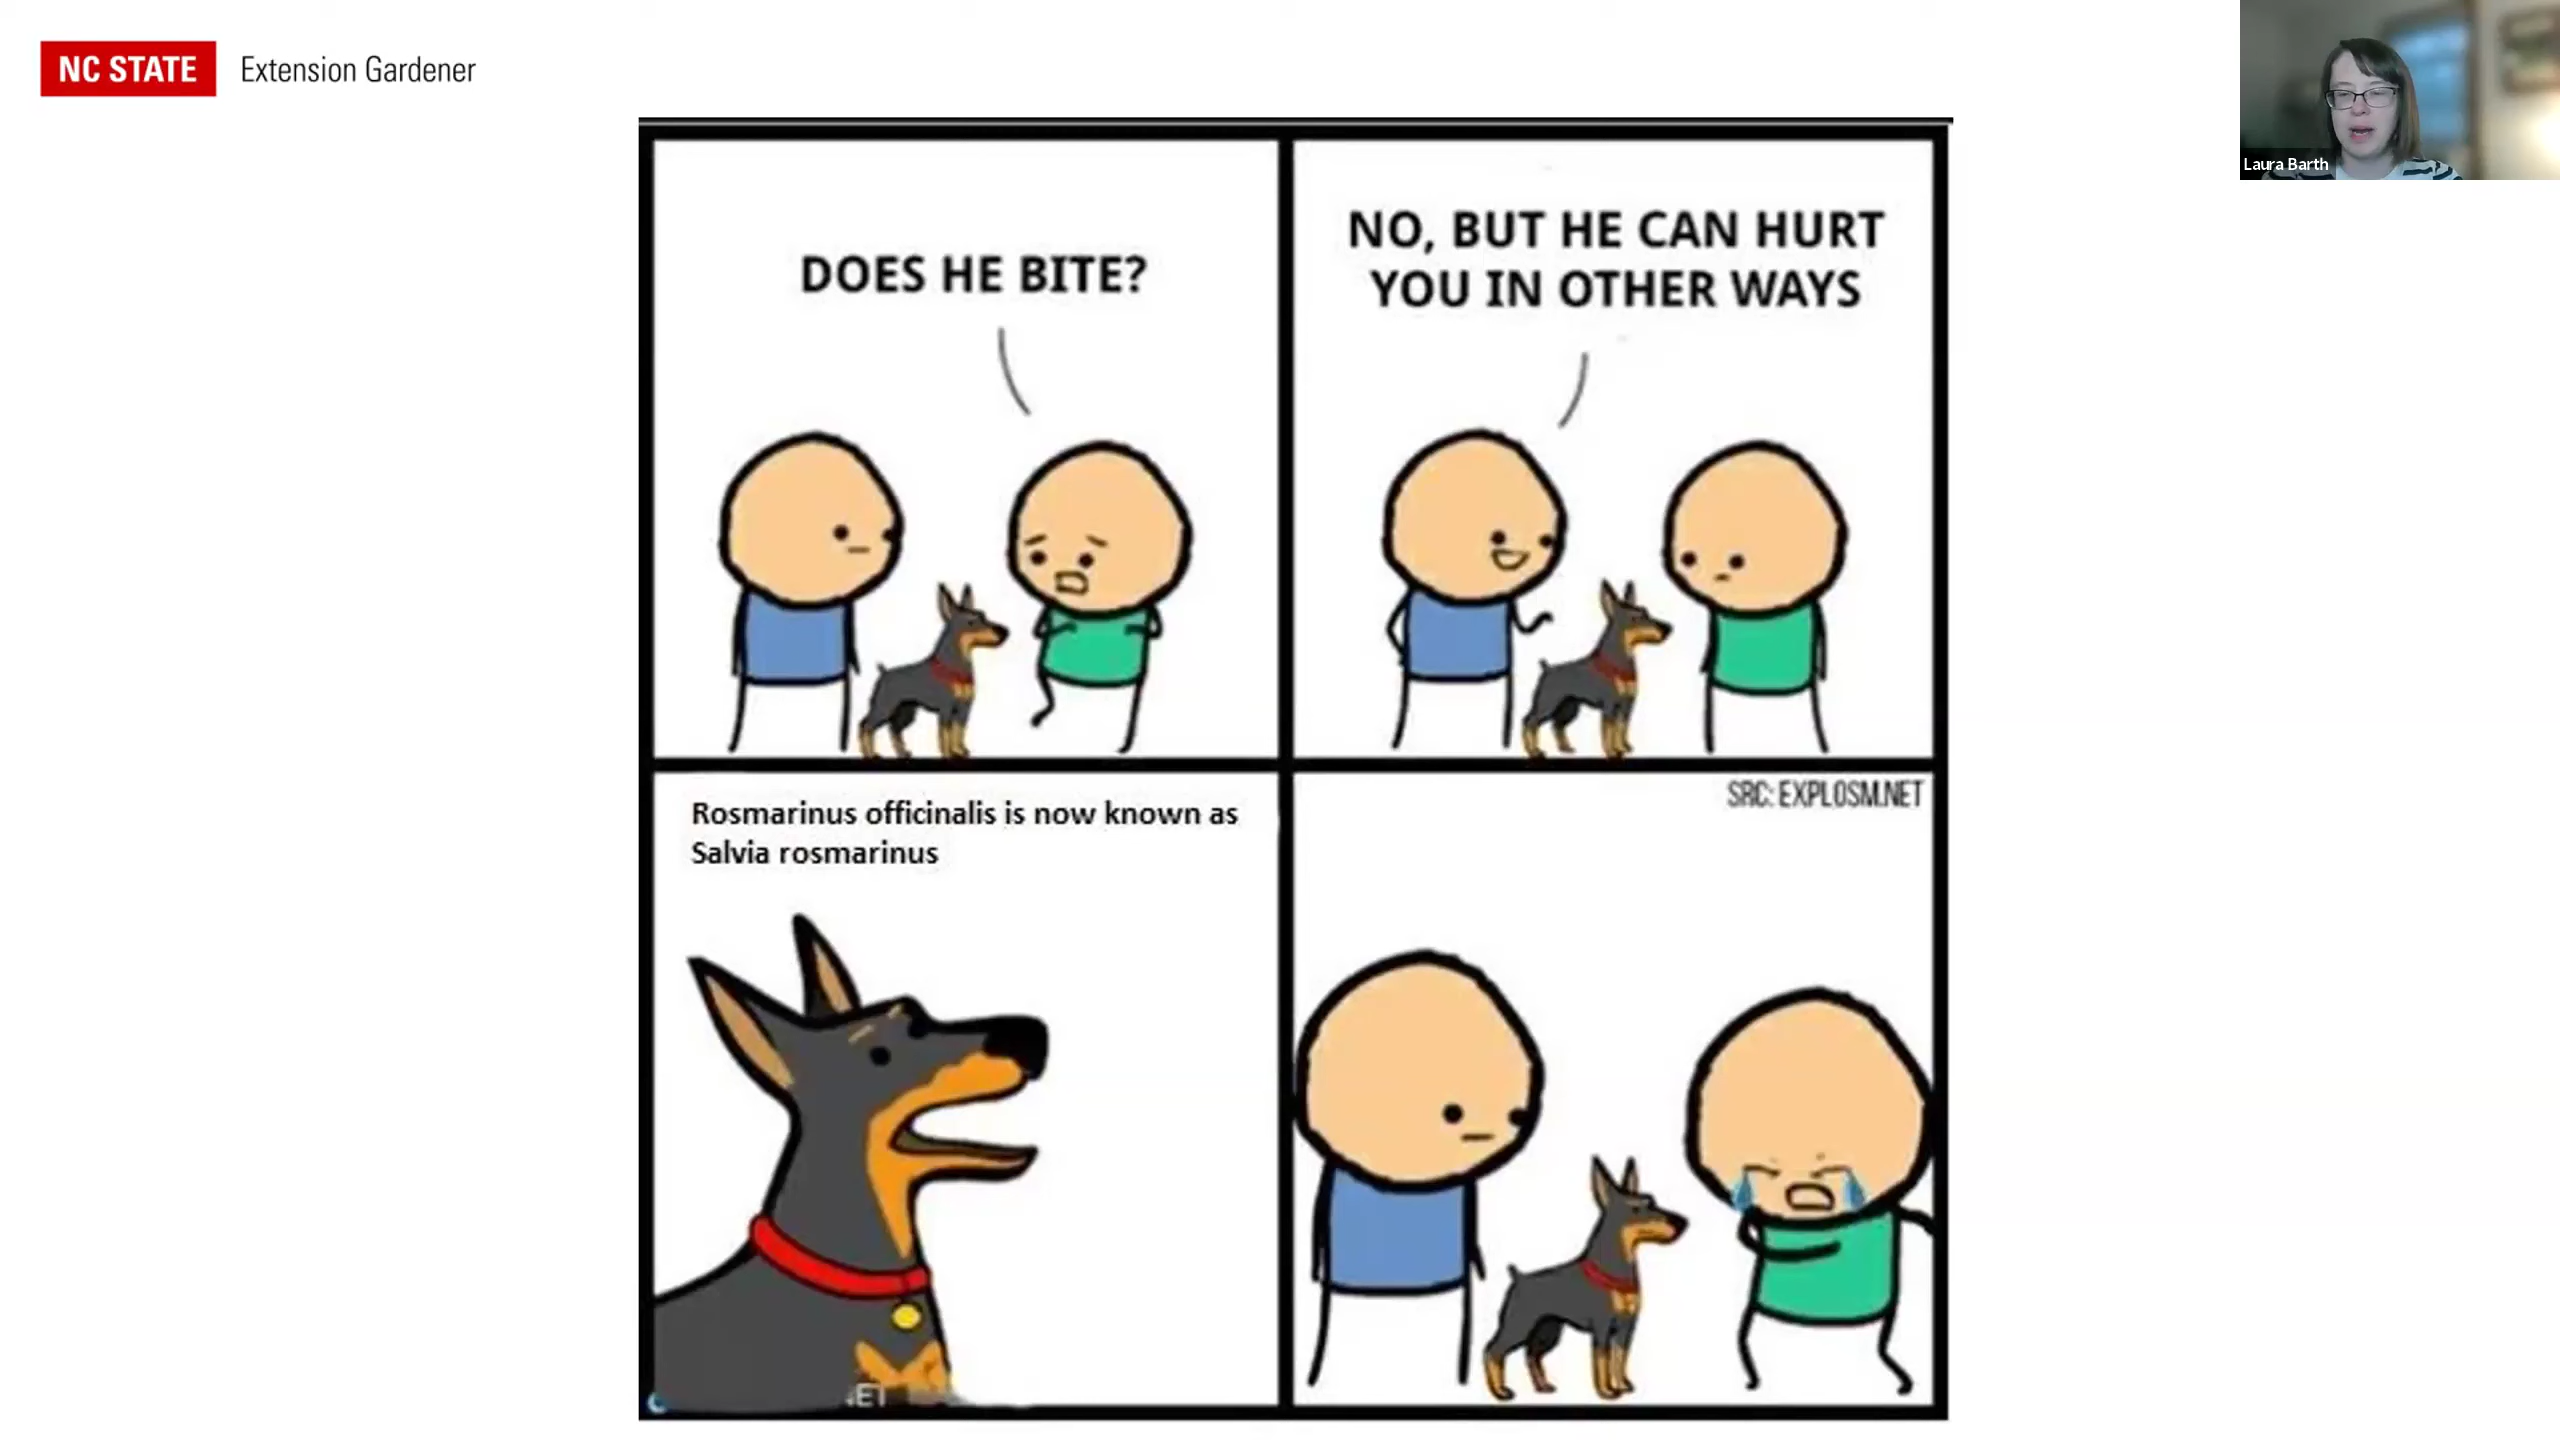 NC STATE Extension Gardener
Laura Barth
DOES HE BITE?
NO, BUT HE CAN HURT
YOU IN OTHER WAYS
Rosmarinus officinalis is now known as
Salvia rosmarinus
SRC: EXPLOSM.NET